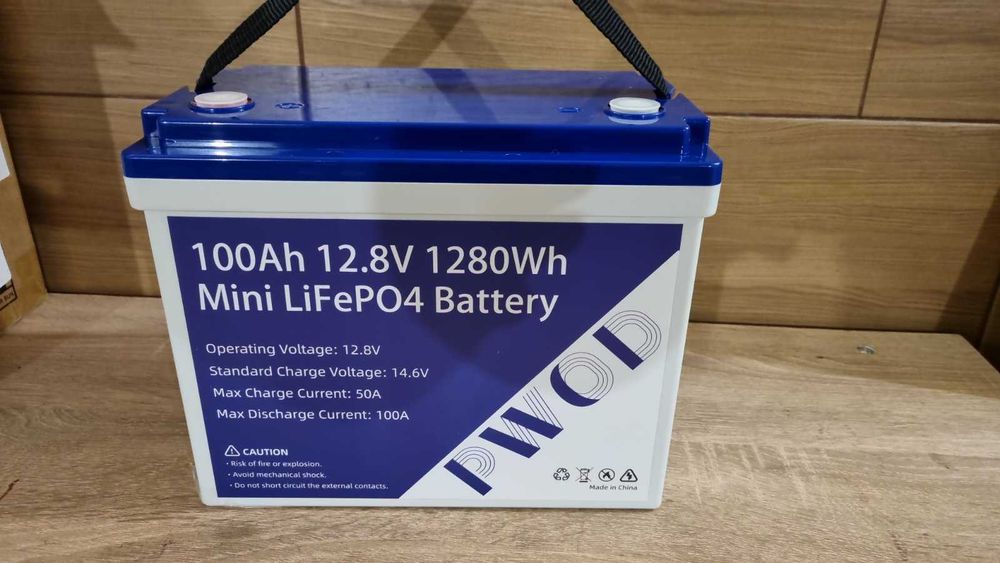 100Ah 12.8V 1280Wh
Mini LiFePO4 Battery
Operating Voltage: 12.8V
Standard Charge Voltage: 14.6V
Max Charge Current: 50A
Max Discharge Current: 100A
CAUTION
• Risk of fire or explosion.
• Avoid mechanical shock.
• Do not short circuit the external contacts.
PWOD
Made in China